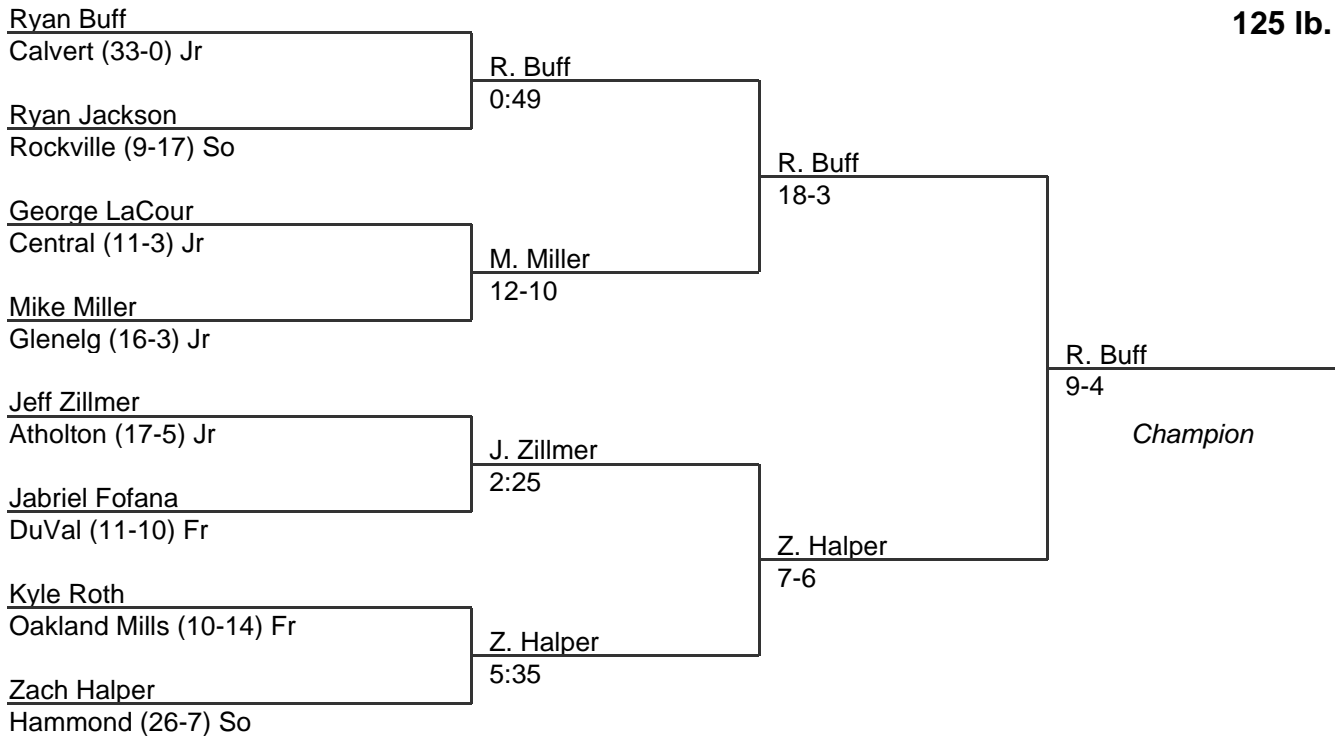 Ryan Buff
Calvert (33-0) Jr
Ryan Jackson
Rockville (9-17) So
George LaCour
Central (11-3) Jr
Mike Miller
Glenelg (16-3) Jr
Jeff Zillmer
Atholton (17-5) Jr
Jabriel Fofana
DuVal (11-10) Fr
Kyle Roth
Oakland Mills (10-14) Fr
Zach Halper
Hammond (26-7) So
R. Buff
0:49
M. Miller
12-10
J. Zillmer
2:25
Z. Halper
5:35
R. Buff
18-3
Z. Halper
7-6
125 lb.
R. Buff
9-4
Champion